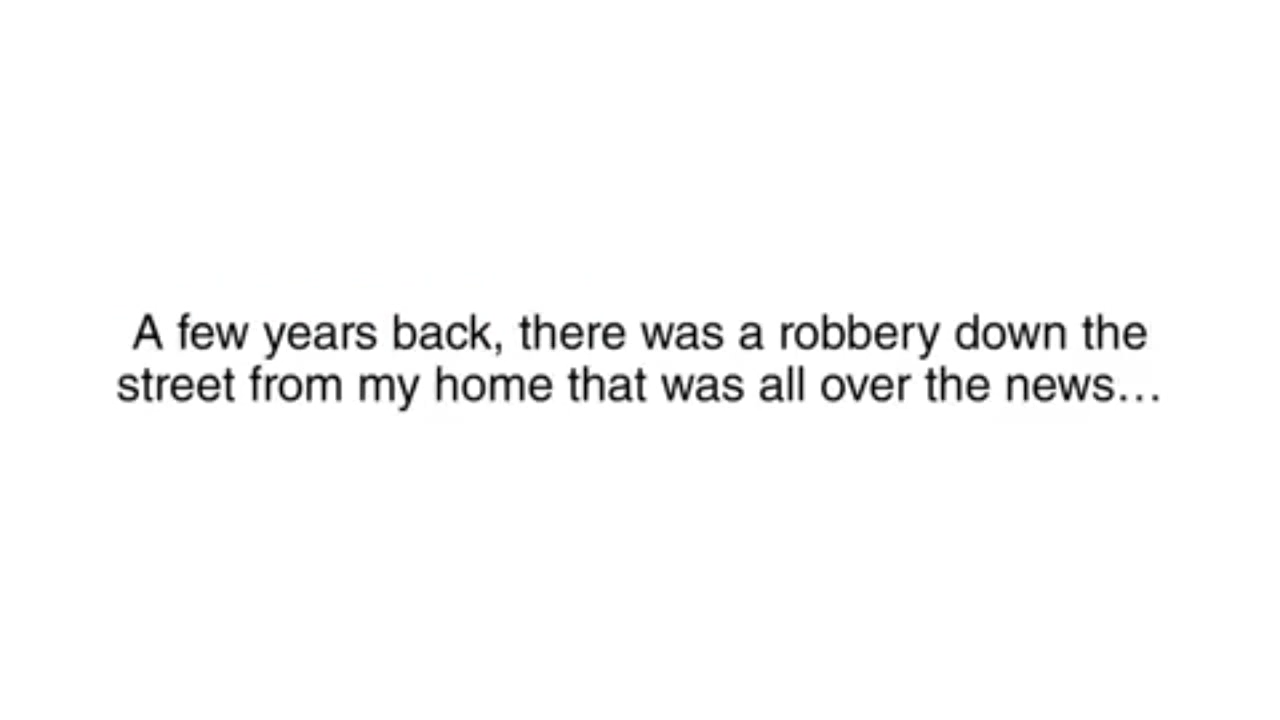 A few years back, there was a robbery down the
street from my home that was all over the news…